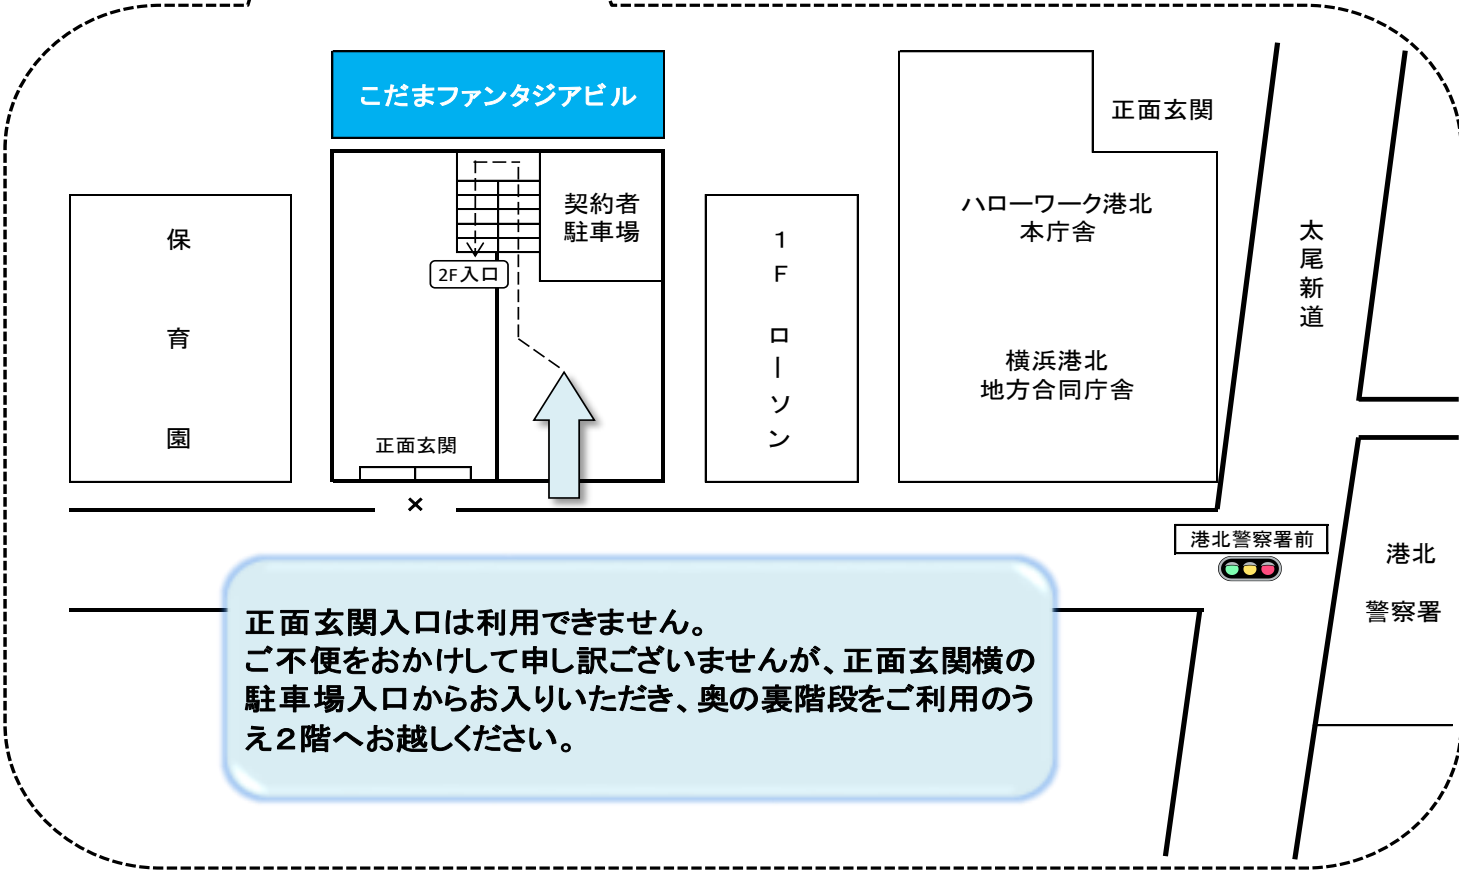 こだまファンタジアビル
正面玄関
契約者
駐車場
ハローワーク港北
本庁舎
保育園
2F入口
1F ローソン
太尾新道
横浜港北
地方合同庁舎
正面玄関
×
港北警察署前
港北
警察署
正面玄関入口は利用できません。
ご不便をおかけして申し訳ございませんが、正面玄関横の
駐車場入口からお入りいただき、奥の裏階段をご利用のう
え2階へお越しください。